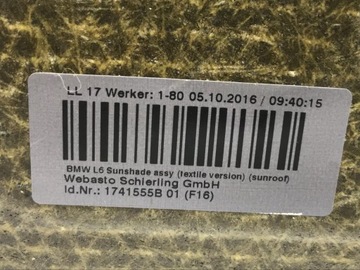 LL 17 Werker: 1-80 05.10.2016 / 09:40:15
BMW L6 Sunshade assy (textile version) (sunroof)
Webasto Schierling GmbH
Id.Nr.: 1741555B 01 (F16)